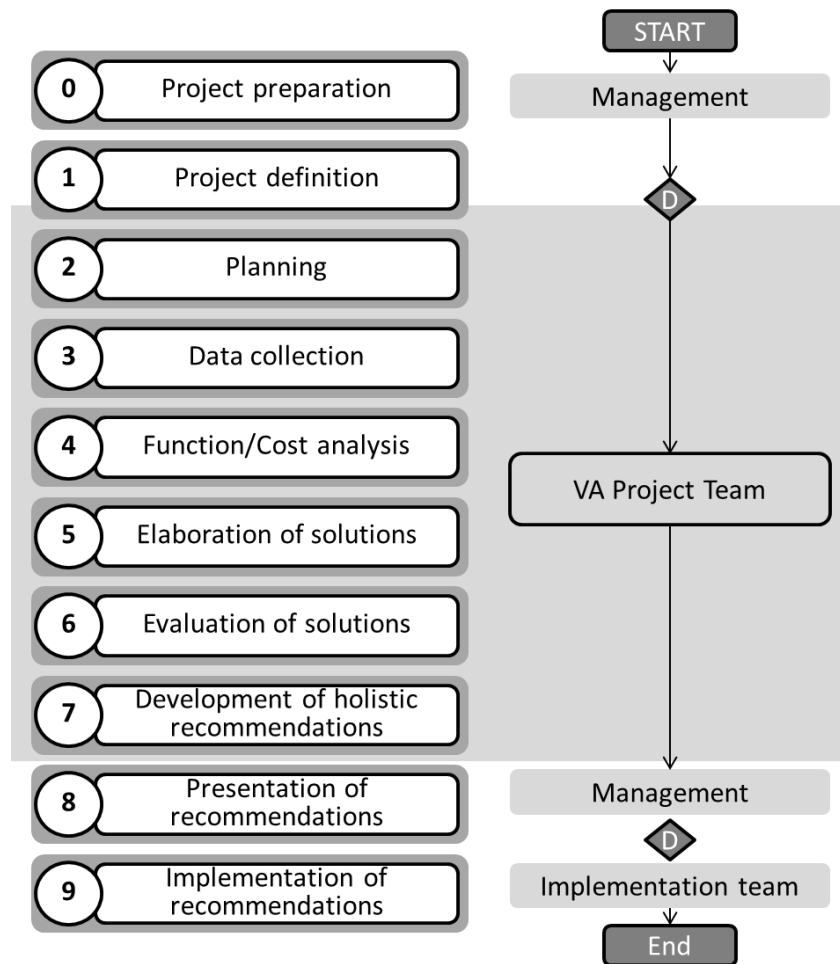 START
0
Project preparation
Management
1
Project definition
D
2
Planning
3
Data collection
4
Function/Cost analysis
VA Project Team
5
Elaboration of solutions
6
Evaluation of solutions
7
Development of holistic
recommendations
8
Presentation of
recommendations
Management
D
9
Implementation of
recommendations
Implementation team
End